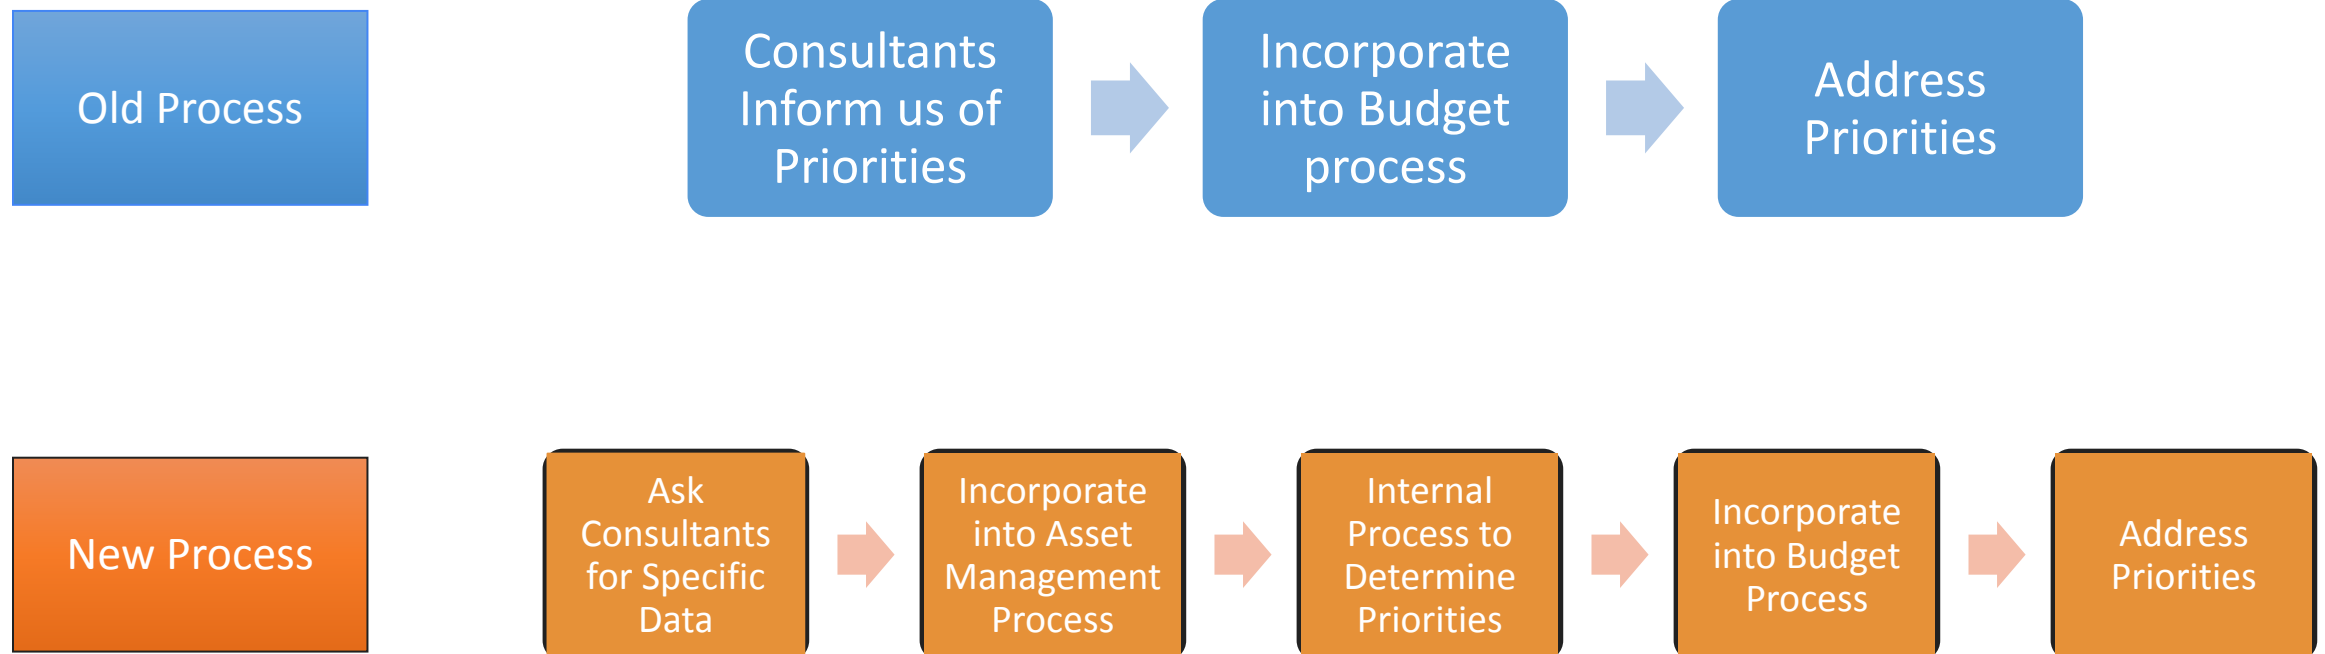 Old Process
Consultants
Inform us of
Priorities
Incorporate
into Budget
process
Address
Priorities
New Process
Ask
Consultants
for Specific
Data
Incorporate
into Asset
Management
Process
Internal
Process to
Determine
Priorities
Incorporate
into Budget
Process
Address
Priorities